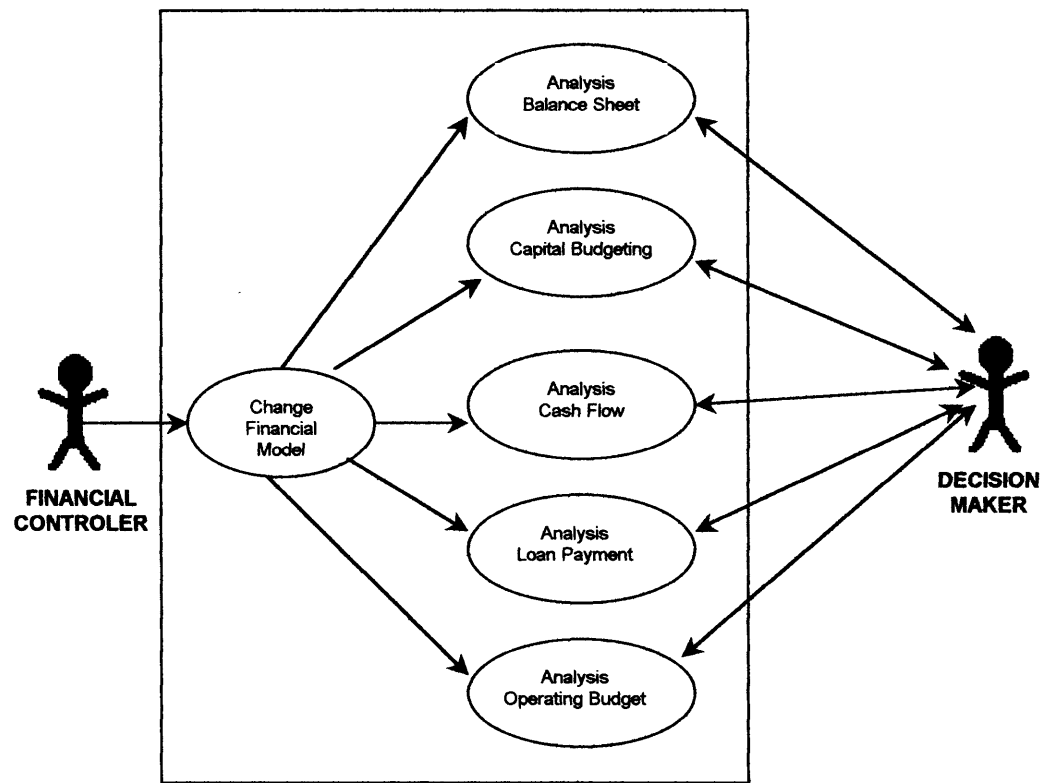 Analysis
Balance Sheet
Analysis
Capital Budgeting
Analysis
Cash Flow
Change
Financial
Model
FINANCIAL
CONTROLER
DECISION
MAKER
Analysis
Loan Payment
Analysis
Operating Budget